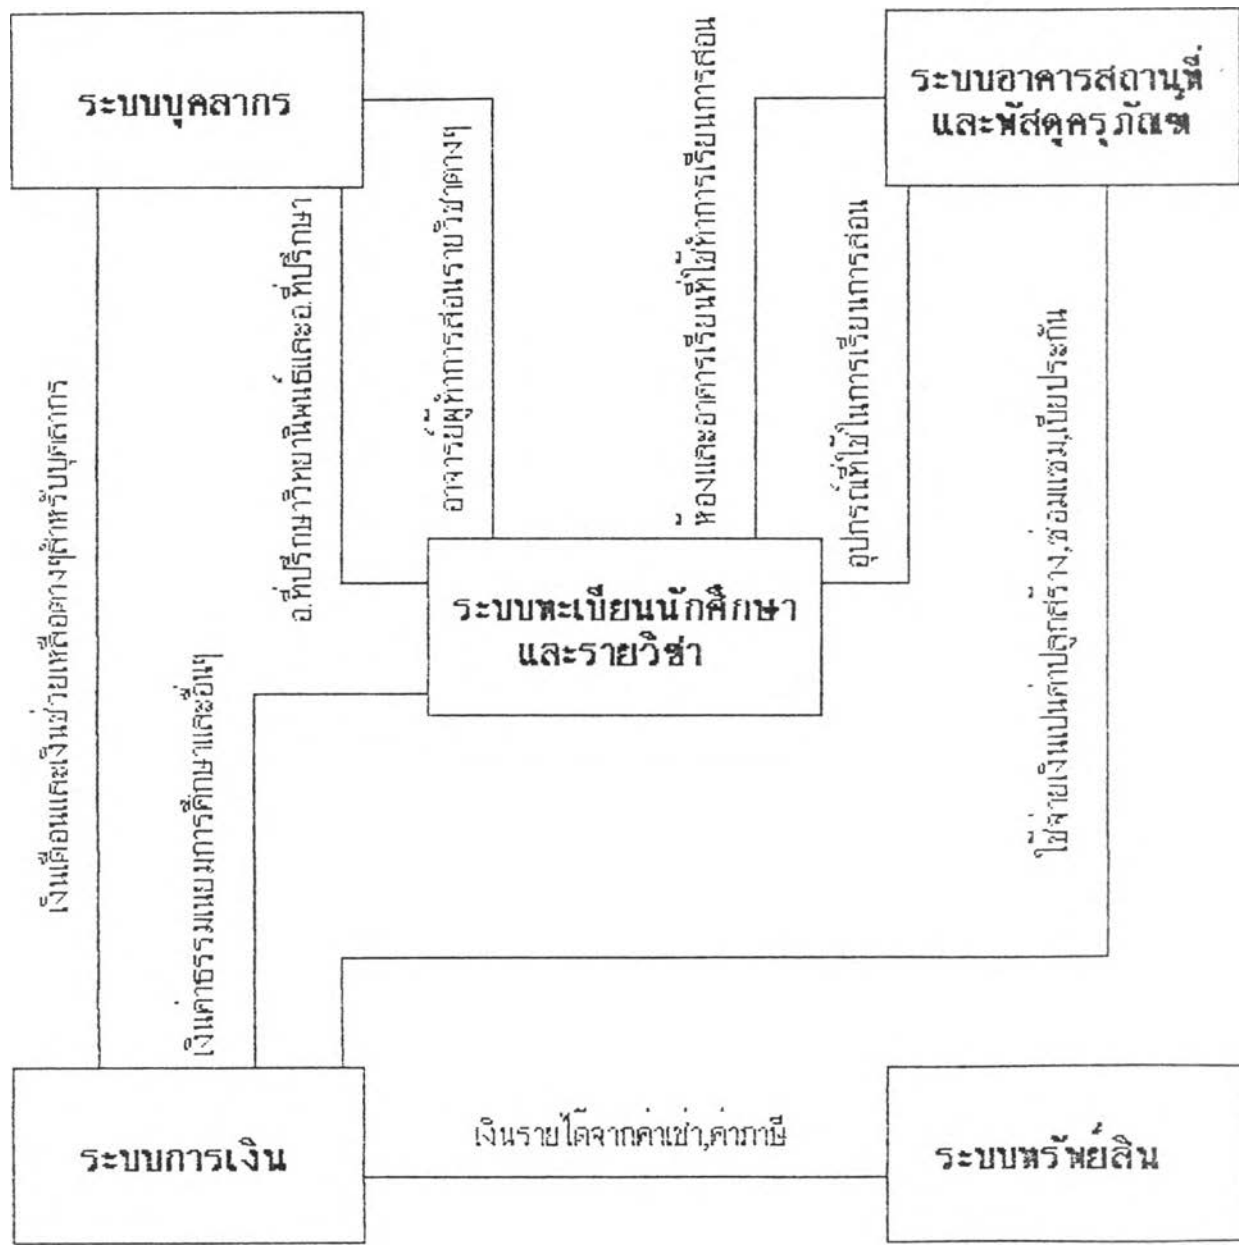 ระบบบุคลากร
ระบบอาคารสถานที่
และพัสดุครุภัณฑ์
เงินเดือนและเงินช่วยเหลือต่างๆสำหรับบุคลากร
อ.ที่ปรึกษาวิทยานิพนธ์และอ.ที่ปรึกษา
อาจารย์ผู้ทำการสอนรายวิชาต่างๆ
ห้องและอาคารเรียนที่ใช้ทำการเรียนการสอน
อุปกรณ์ที่ใช้ในการเรียนการสอน
ใช้จ่ายเงินเป็นค่าปลูกสร้าง,ซ่อมแซม,เบี้ยประกัน
ระบบทะเบียนนักศึกษา
และรายวิชา
เงินค่าธรรมเนียมการศึกษาและอื่นๆ
ระบบการเงิน
เงินรายได้จากค่าเช่า,ค่าภาษี
ระบบทรัพย์สิน